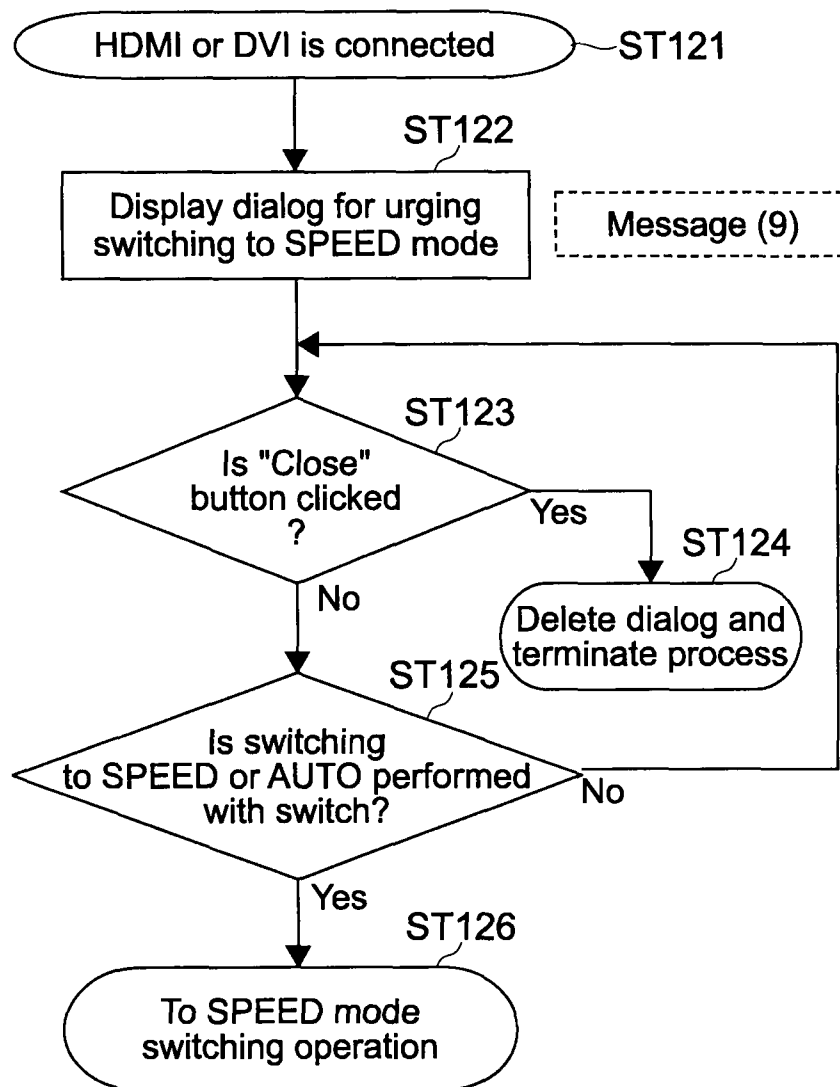 HDMI or DVI is connected
ST121
ST122
Display dialog for urging
switching to SPEED mode
Message (9)
ST123
Is "Close"
button clicked
?
Yes
No
ST124
Delete dialog and
terminate process
ST125
Is switching
to SPEED or AUTO performed
with switch?
No
Yes
ST126
To SPEED mode
switching operation